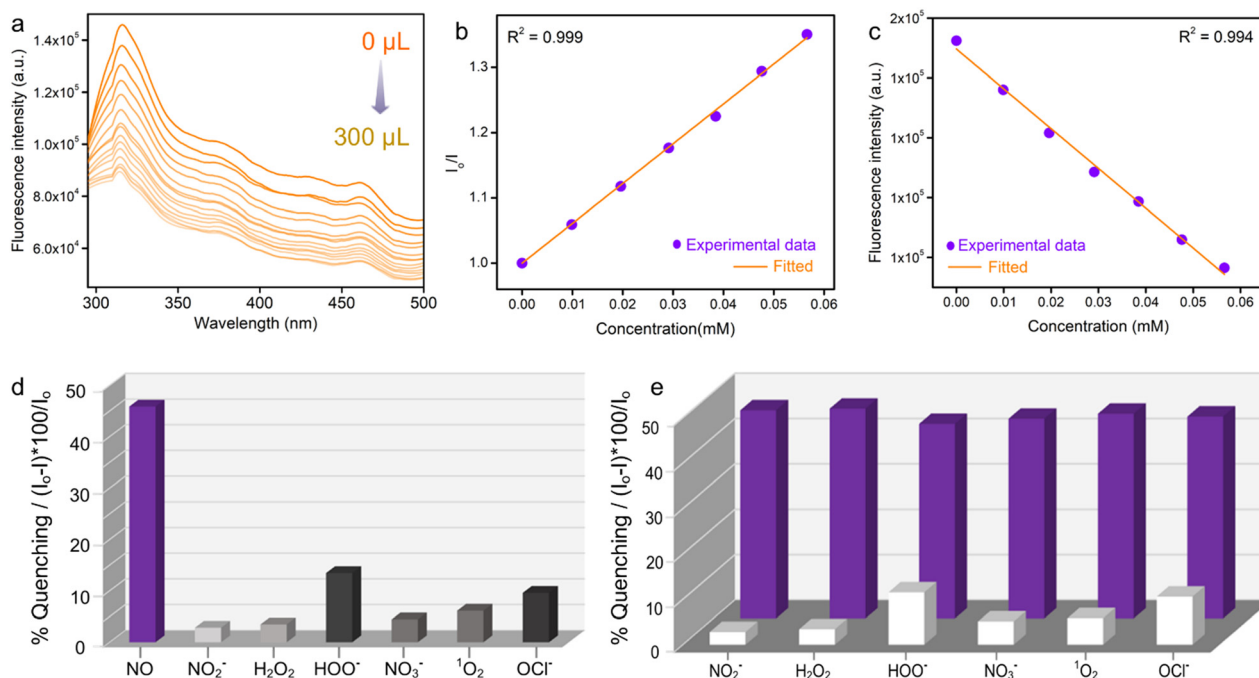 a
Fluorescence intensity (a.u.)
1.4x10⁵
1.2x10⁵
1.0x10⁵
8.0x10⁴
6.0x10⁴
0 µL
300 µL
300 350 400 450 500
Wavelength (nm)
b
R² = 0.999
Iₒ/I
1.3
1.2
1.1
1.0
Experimental data
Fitted
0.00 0.01 0.02 0.03 0.04 0.05 0.06
Concentration(mM)
c
R² = 0.994
Fluorescence intensity (a.u.)
2x10⁵
1x10⁵
1x10⁵
1x10⁵
1x10⁵
Experimental data
Fitted
0.00 0.01 0.02 0.03 0.04 0.05 0.06
Concentration (mM)
d
% Quenching / (Iₒ-I)*100/Iₒ
50
40
30
20
10
0
NO NO₂⁻ H₂O₂ HOO⁻ NO₃⁻ ¹O₂ OCl⁻
e
% Quenching / (Iₒ-I)*100/Iₒ
50
40
30
20
10
0
NO₂⁻ H₂O₂ HOO⁻ NO₃⁻ ¹O₂ OCl⁻